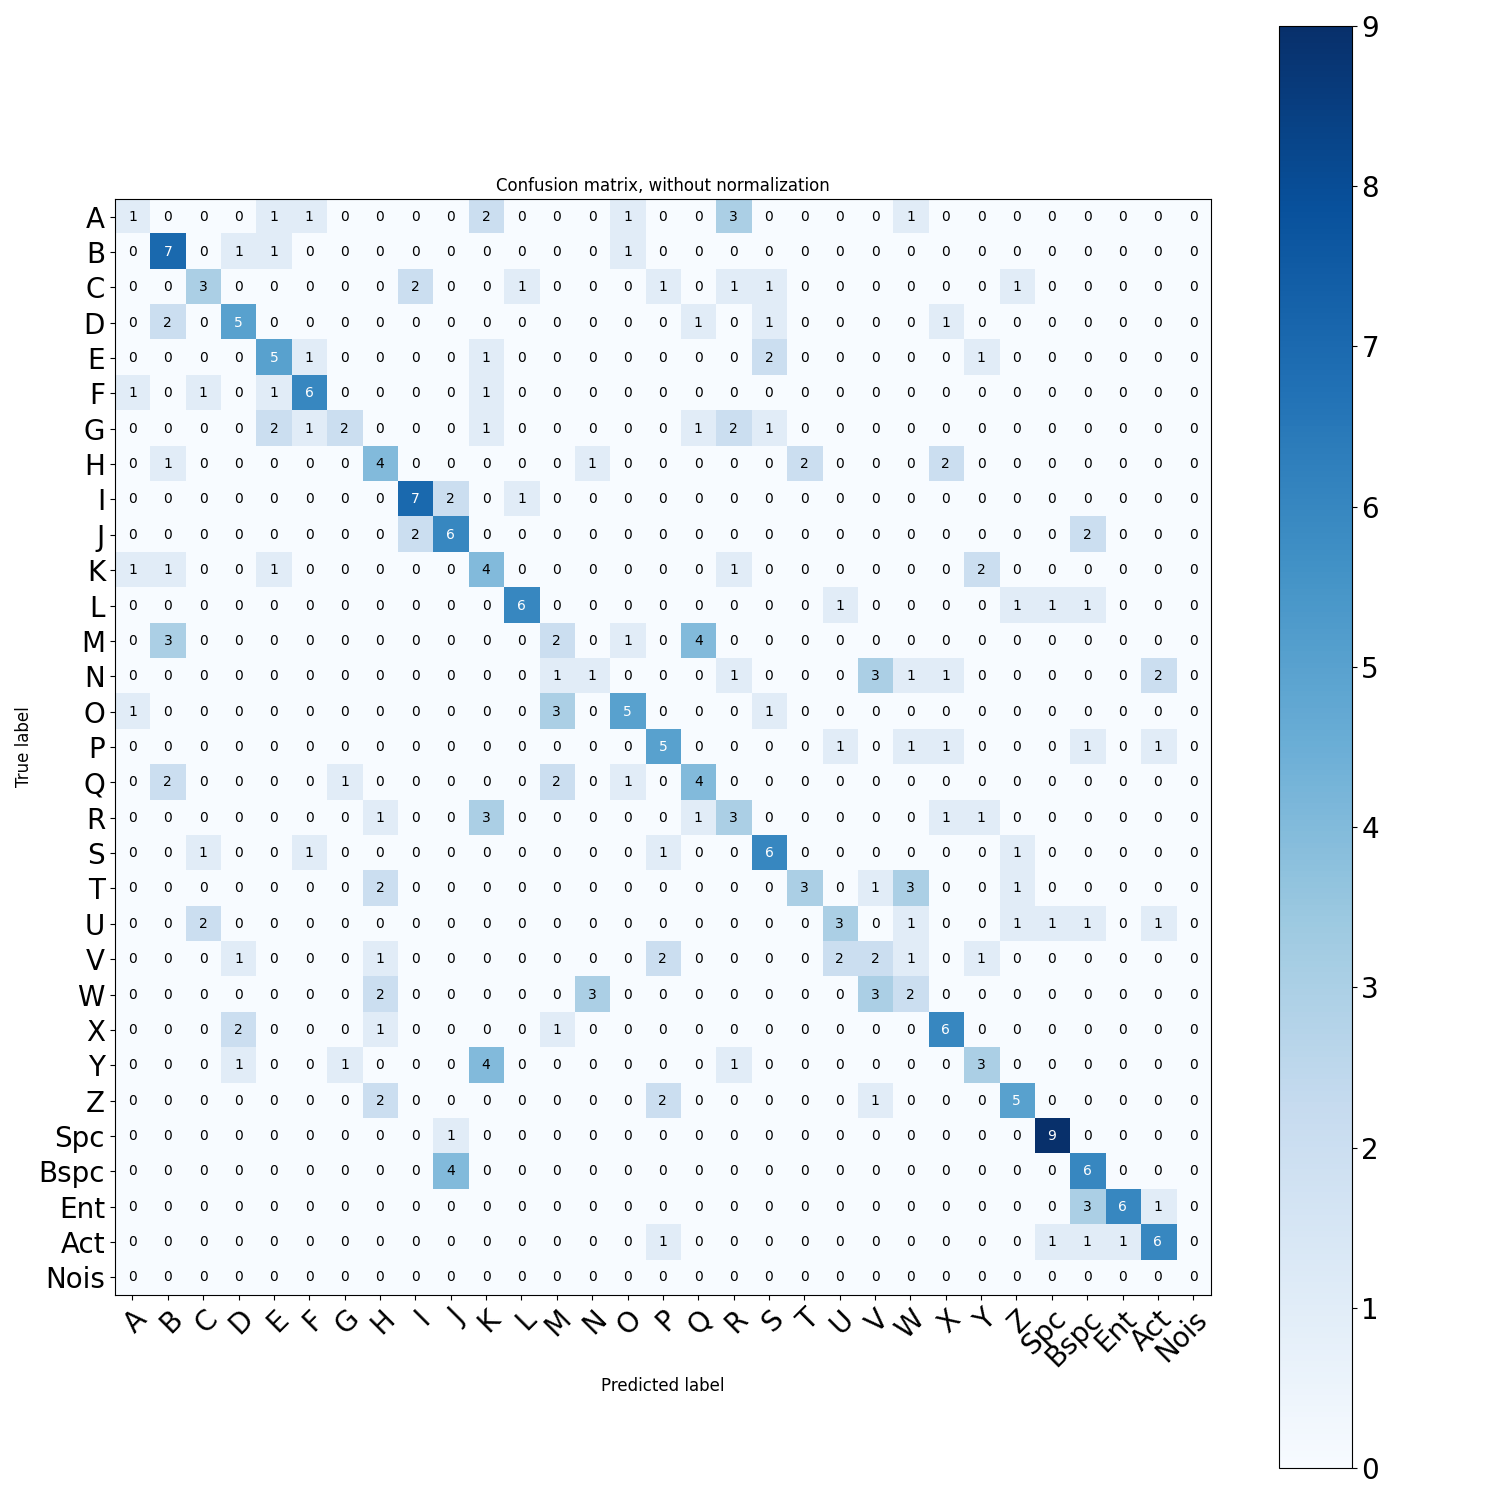 Confusion matrix, without normalization
A 1 0 0 0 1 1 0 0 0 0 2 0 0 0 1 0 0 3 0 0 0 0 1 0 0 0 0 0 0 0 0
B 0 7 0 1 1 0 0 0 0 0 0 0 0 0 1 0 0 0 0 0 0 0 0 0 0 0 0 0 0 0 0
C 0 0 3 0 0 0 0 0 2 0 0 1 0 0 0 1 0 1 1 0 0 0 0 0 0 1 0 0 0 0 0
D 0 2 0 5 0 0 0 0 0 0 0 0 0 0 0 0 1 0 1 0 0 0 0 1 0 0 0 0 0 0 0
E 0 0 0 0 5 1 0 0 0 0 1 0 0 0 0 0 0 0 2 0 0 0 0 0 1 0 0 0 0 0 0
F 1 0 1 0 1 6 0 0 0 0 1 0 0 0 0 0 0 0 0 0 0 0 0 0 0 0 0 0 0 0 0
G 0 0 0 0 2 1 2 0 0 0 1 0 0 0 0 0 1 2 1 0 0 0 0 0 0 0 0 0 0 0 0
H 0 1 0 0 0 0 0 4 0 0 0 0 0 1 0 0 0 0 0 2 0 0 0 2 0 0 0 0 0 0 0
I 0 0 0 0 0 0 0 0 7 2 0 1 0 0 0 0 0 0 0 0 0 0 0 0 0 0 0 0 0 0 0
J 0 0 0 0 0 0 0 0 2 6 0 0 0 0 0 0 0 0 0 0 0 0 0 0 0 0 0 2 0 0 0
K 1 1 0 0 1 0 0 0 0 0 4 0 0 0 0 0 0 1 0 0 0 0 0 0 2 0 0 0 0 0 0
L 0 0 0 0 0 0 0 0 0 0 0 6 0 0 0 0 0 0 0 0 1 0 0 0 0 1 1 1 0 0 0
M 0 3 0 0 0 0 0 0 0 0 0 0 2 0 1 0 4 0 0 0 0 0 0 0 0 0 0 0 0 0 0
N 0 0 0 0 0 0 0 0 0 0 0 0 1 1 0 0 0 1 0 0 0 3 1 1 0 0 0 0 0 2 0
O 1 0 0 0 0 0 0 0 0 0 0 0 3 0 5 0 0 0 1 0 0 0 0 0 0 0 0 0 0 0 0
P 0 0 0 0 0 0 0 0 0 0 0 0 0 0 0 5 0 0 0 0 1 0 1 1 0 0 0 1 0 1 0
Q 0 2 0 0 0 0 1 0 0 0 0 0 2 0 1 0 4 0 0 0 0 0 0 0 0 0 0 0 0 0 0
R 0 0 0 0 0 0 0 1 0 0 3 0 0 0 0 0 1 3 0 0 0 0 0 1 1 0 0 0 0 0 0
S 0 0 1 0 0 1 0 0 0 0 0 0 0 0 0 1 0 0 6 0 0 0 0 0 0 1 0 0 0 0 0
T 0 0 0 0 0 0 0 2 0 0 0 0 0 0 0 0 0 0 0 3 0 1 3 0 0 1 0 0 0 0 0
U 0 0 2 0 0 0 0 0 0 0 0 0 0 0 0 0 0 0 0 0 3 0 1 0 0 1 1 1 0 1 0
V 0 0 0 1 0 0 0 1 0 0 0 0 0 0 0 2 0 0 0 0 2 2 1 0 1 0 0 0 0 0 0
W 0 0 0 0 0 0 0 2 0 0 0 0 0 3 0 0 0 0 0 0 0 3 2 0 0 0 0 0 0 0 0
X 0 0 0 2 0 0 0 1 0 0 0 0 1 0 0 0 0 0 0 0 0 0 0 6 0 0 0 0 0 0 0
Y 0 0 0 1 0 0 1 0 0 0 4 0 0 0 0 0 0 1 0 0 0 0 0 0 3 0 0 0 0 0 0
Z 0 0 0 0 0 0 0 2 0 0 0 0 0 0 0 2 0 0 0 0 0 1 0 0 0 5 0 0 0 0 0
Spc 0 0 0 0 0 0 0 0 0 1 0 0 0 0 0 0 0 0 0 0 0 0 0 0 0 0 9 0 0 0 0
Bspc 0 0 0 0 0 0 0 0 0 4 0 0 0 0 0 0 0 0 0 0 0 0 0 0 0 0 0 6 0 0 0
Ent 0 0 0 0 0 0 0 0 0 0 0 0 0 0 0 0 0 0 0 0 0 0 0 0 0 0 0 3 6 1 0
Act 0 0 0 0 0 0 0 0 0 0 0 0 0 0 0 1 0 0 0 0 0 0 0 0 0 0 1 1 1 6 0
Nois 0 0 0 0 0 0 0 0 0 0 0 0 0 0 0 0 0 0 0 0 0 0 0 0 0 0 0 0 0 0 0
A B C D E F G H I J K L M N O P Q R S T U V W X Y Z Spc Bspc Ent Act Nois
Predicted label
True label
9
8
7
6
5
4
3
2
1
0